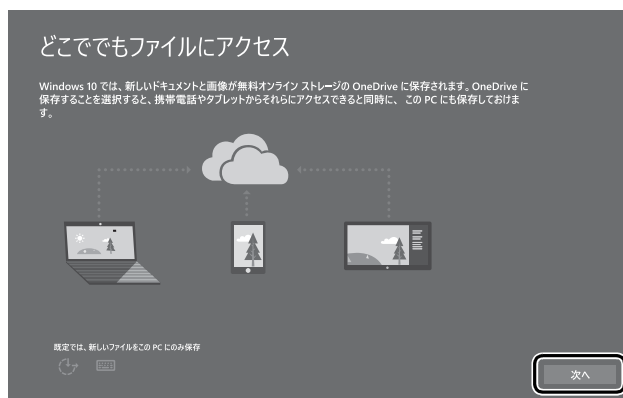 どこででもファイルにアクセス
Windows 10 では、新しいドキュメントと画像が無料オンライン ストレージの OneDrive に保存されます。OneDrive に
保存することを選択すると、携帯電話やタブレットからそれらにアクセスできると同時に、この PC にも保存しておけま
す。
既定では、新しいファイルをこの PC にのみ保存
次へ